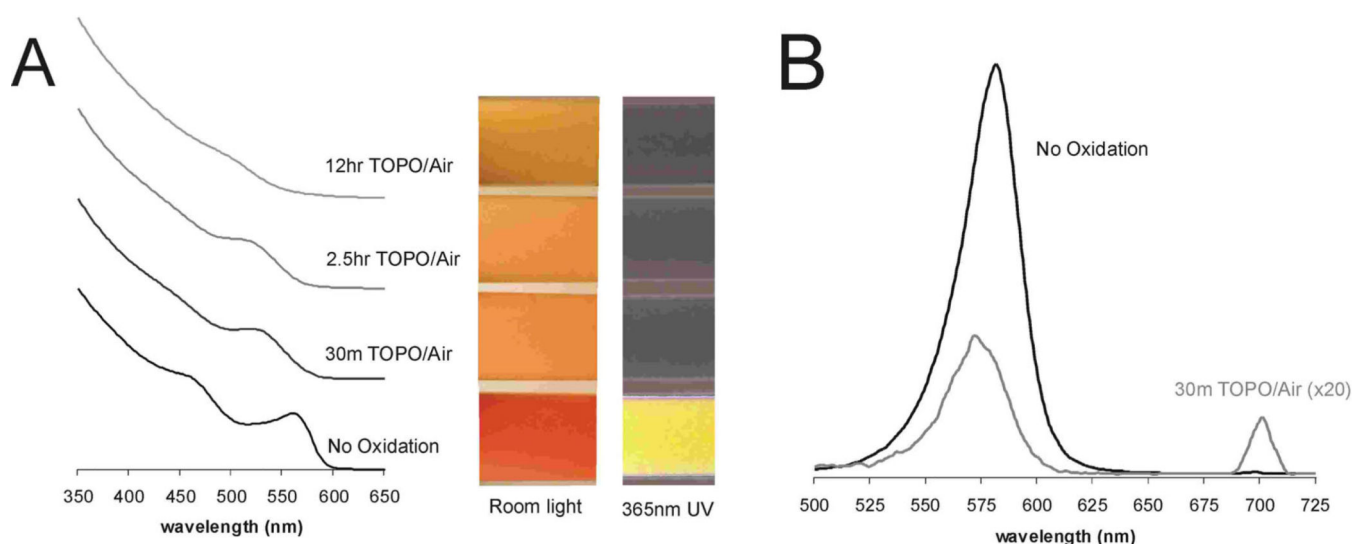 A
12hr TOPO/Air
2.5hr TOPO/Air
30m TOPO/Air
No Oxidation
350 400 450 500 550 600 650
wavelength (nm)
Room light
365nm UV
B
No Oxidation
30m TOPO/Air (x20)
500 525 550 575 600 625 650 675 700 725
wavelength (nm)